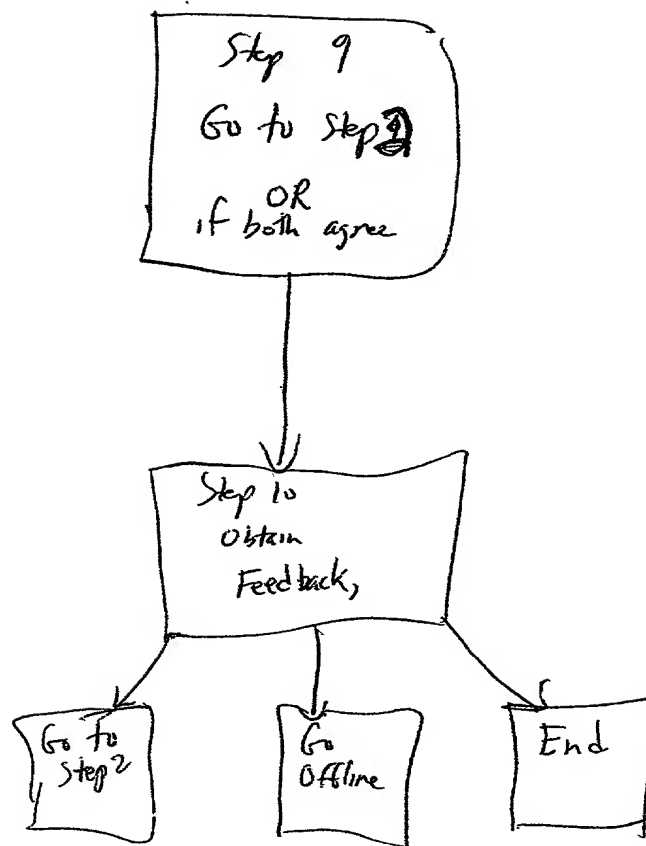 Step 9
Go to Step
OR
if both agree
Step 10
Obtain
Feedback,
Go to
Step 2
Go
Offline
End